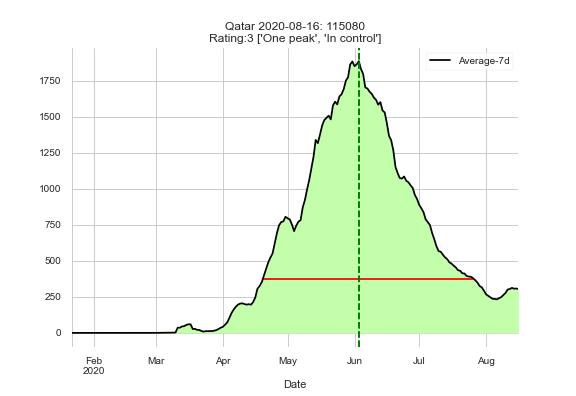 Qatar 2020-08-16: 115080
Rating:3 ['One peak', 'In control']
Average-7d
1750
1500
1250
1000
750
500
250
0
Feb
2020
Mar
Apr
May
Jun
Jul
Aug
Date